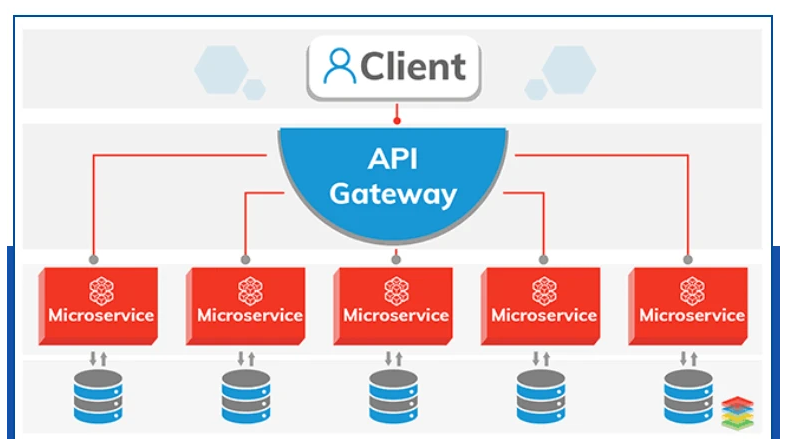 Client
API
Gateway
Microservice
Microservice
Microservice
Microservice
Microservice